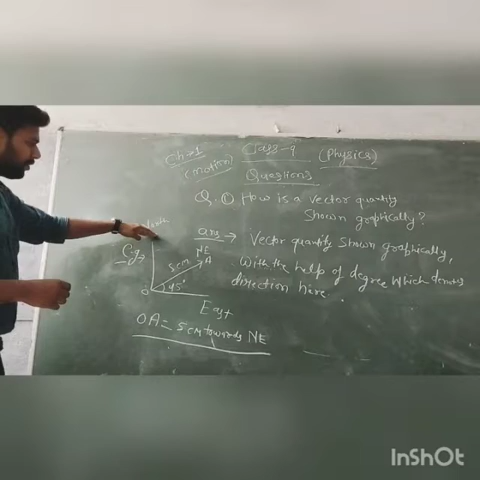 Ch→1
Class-9
(Physics)
(Motion)
Questions
Q.① How is a vector quantity
Shown graphically?
ans → Vector quantity shown graphically,
With the help of degree which denotes
direction here.
Eg→
North
NE
A
5cm
45°
O
East
OA = 5cm towards NE
InShOt